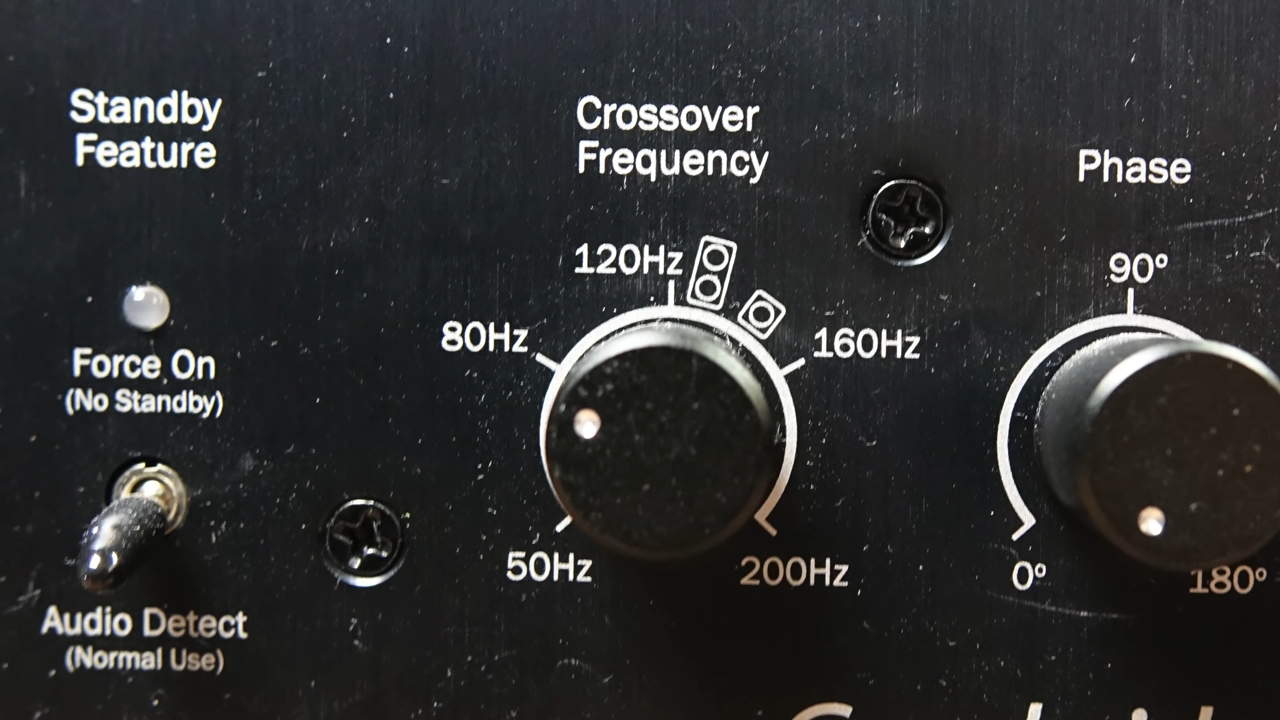 Standby
Feature
Force On
(No Standby)
Audio Detect
(Normal Use)
Crossover
Frequency
120Hz
80Hz
160Hz
50Hz
200Hz
Phase
90°
0°
180°